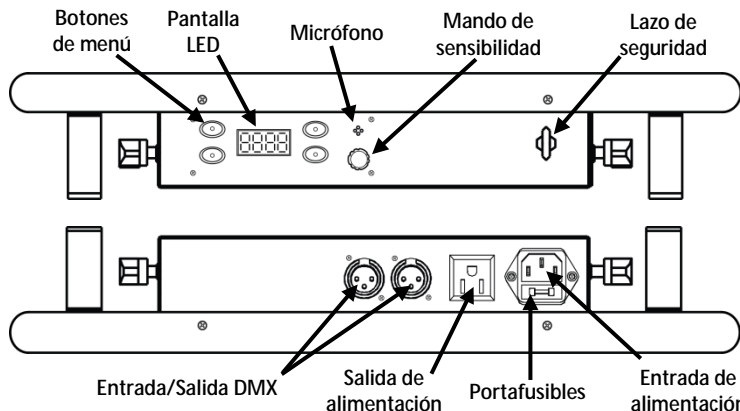 Botones
de menú
Pantalla
LED
Micrófono
Mando de
sensibilidad
Lazo de
seguridad
Entrada/Salida DMX
Salida de
alimentación
Portafusibles
Entrada de
alimentación